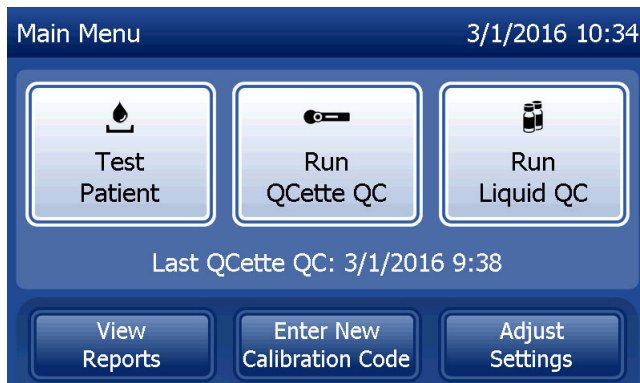 Main Menu 3/1/2016 10:34
Test
Patient
Run
QCette QC
Run
Liquid QC
Last QCette QC: 3/1/2016 9:38
View
Reports
Enter New
Calibration Code
Adjust
Settings